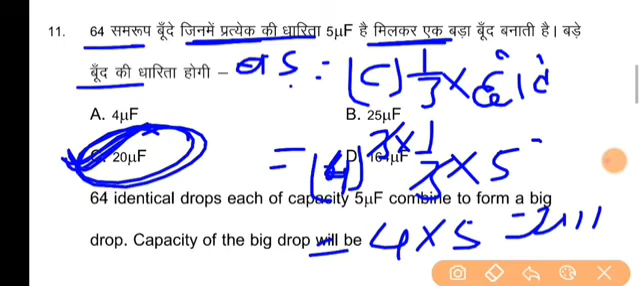 11. 64 समरूप बूँदे जिनमें प्रत्येक की धारिता 5μF है मिलकर एक बड़ा बूँद बनाती है। बड़े
बूँद की धारिता होगी –
A. 4μF B. 25μF
20μF D. 16μF
64 identical drops each of capacity 5μF combine to form a big
drop. Capacity of the big drop will be 4 × 5